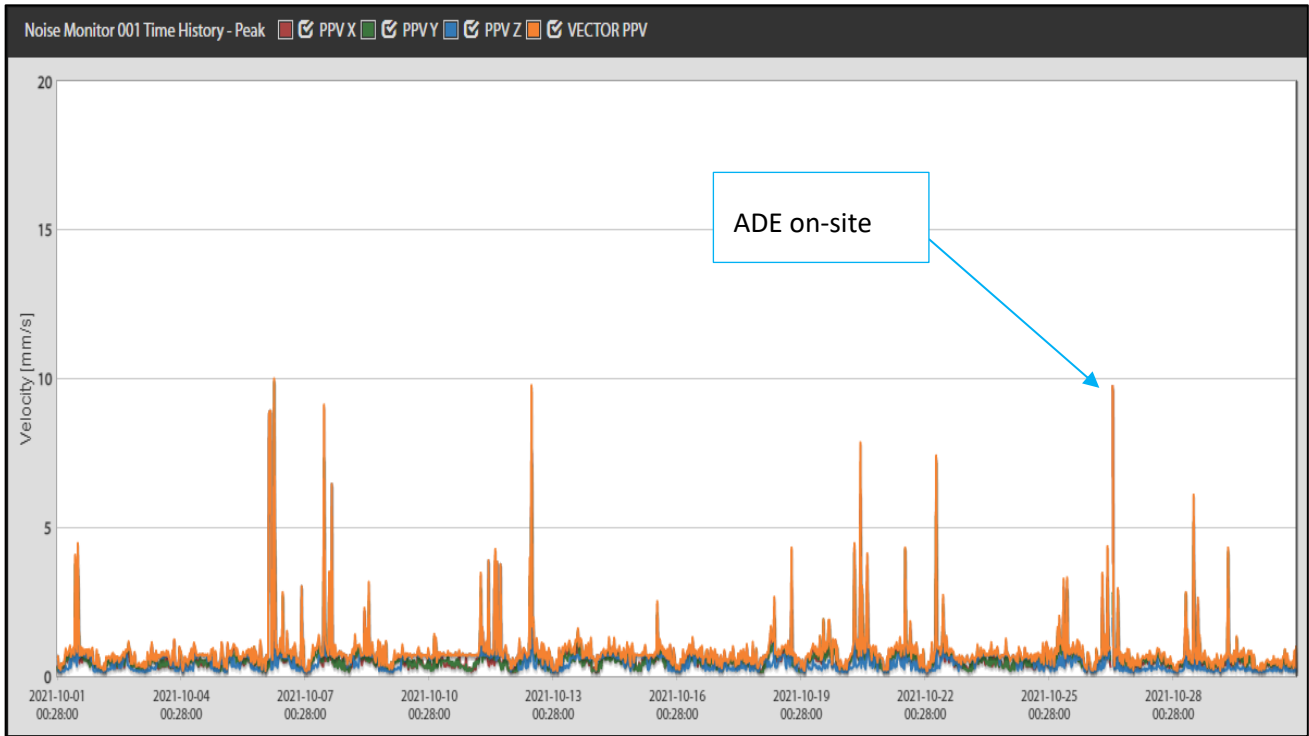 Noise Monitor 001 Time History - Peak PPV X PPV Y PPV Z VECTOR PPV
20
15
10
5
0
Velocity [mm/s]
ADE on-site
2021-10-01 2021-10-04 2021-10-07 2021-10-10 2021-10-13 2021-10-16 2021-10-19 2021-10-22 2021-10-25 2021-10-28
00:28:00 00:28:00 00:28:00 00:28:00 00:28:00 00:28:00 00:28:00 00:28:00 00:28:00 00:28:00